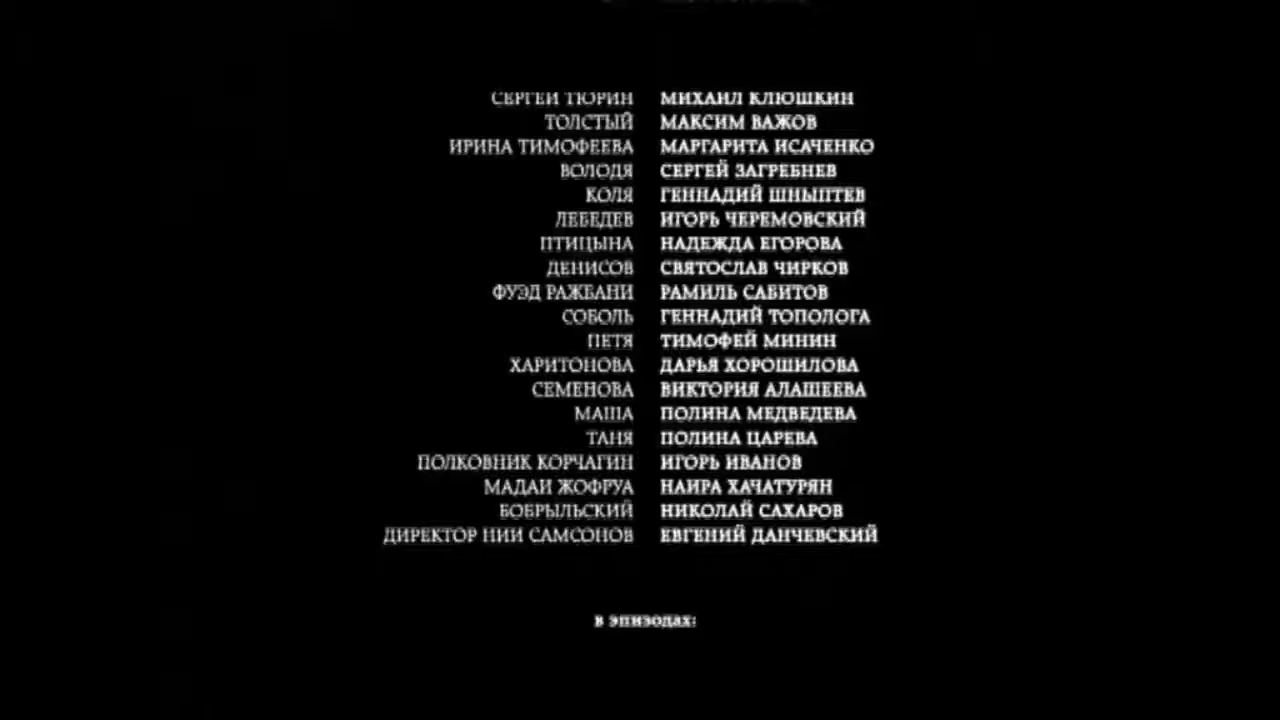 СЕРГЕЙ ТЮРИН МИХАИЛ КЛЮШКИН
ТОЛСТЫЙ МАКСИМ ВАЖОВ
ИРИНА ТИМОФЕЕВА МАРГАРИТА ИСАЧЕНКО
ВОЛОДЯ СЕРГЕЙ ЗАГРЕБНЕВ
КОЛЯ ГЕННАДИЙ ШНЫПТЕВ
ЛЕБЕДЕВ ИГОРЬ ЧЕРЕМОВСКИЙ
ПТИЦЫНА НАДЕЖДА ЕГОРОВА
ДЕНИСОВ СВЯТОСЛАВ ЧИРКОВ
ФУЭД РАЖБАНИ РАМИЛЬ САБИТОВ
СОБОЛЬ ГЕННАДИЙ ТОПОЛОГА
ПЕТЯ ТИМОФЕЙ МИНИН
ХАРИТОНОВА ДАРЬЯ ХОРОШИЛОВА
СЕМЕНОВА ВИКТОРИЯ АЛАШЕЕВА
МАША ПОЛИНА МЕДВЕДЕВА
ТАНЯ ПОЛИНА ЦАРЕВА
ПОЛКОВНИК КОРЧАГИН ИГОРЬ ИВАНОВ
МАДАИ ЖОФРУА НАИРА ХАЧАТУРЯН
БОБРЫЛЬСКИЙ НИКОЛАЙ САХАРОВ
ДИРЕКТОР НИИ САМСОНОВ ЕВГЕНИЙ ДАНЧЕВСКИЙ
в эпизодах: